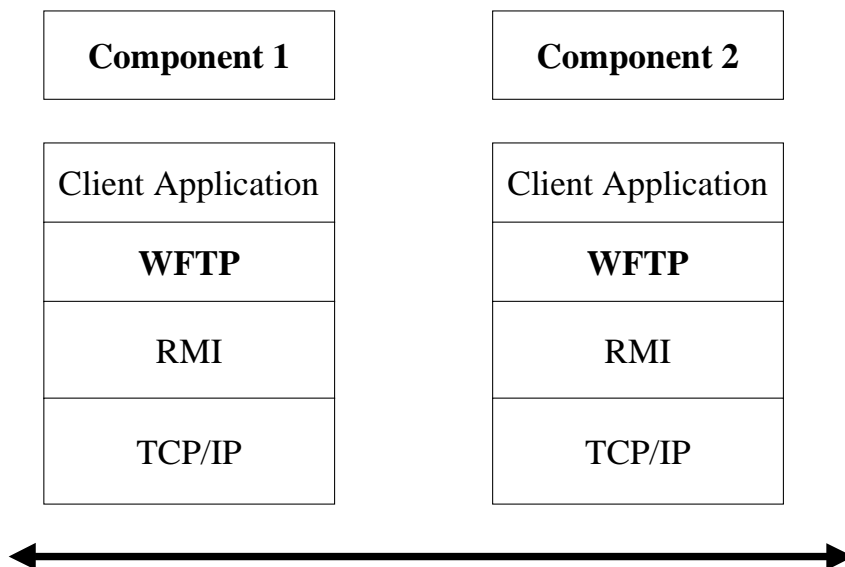 Component 1
Component 2
Client Application
WFTP
RMI
TCP/IP
Client Application
WFTP
RMI
TCP/IP